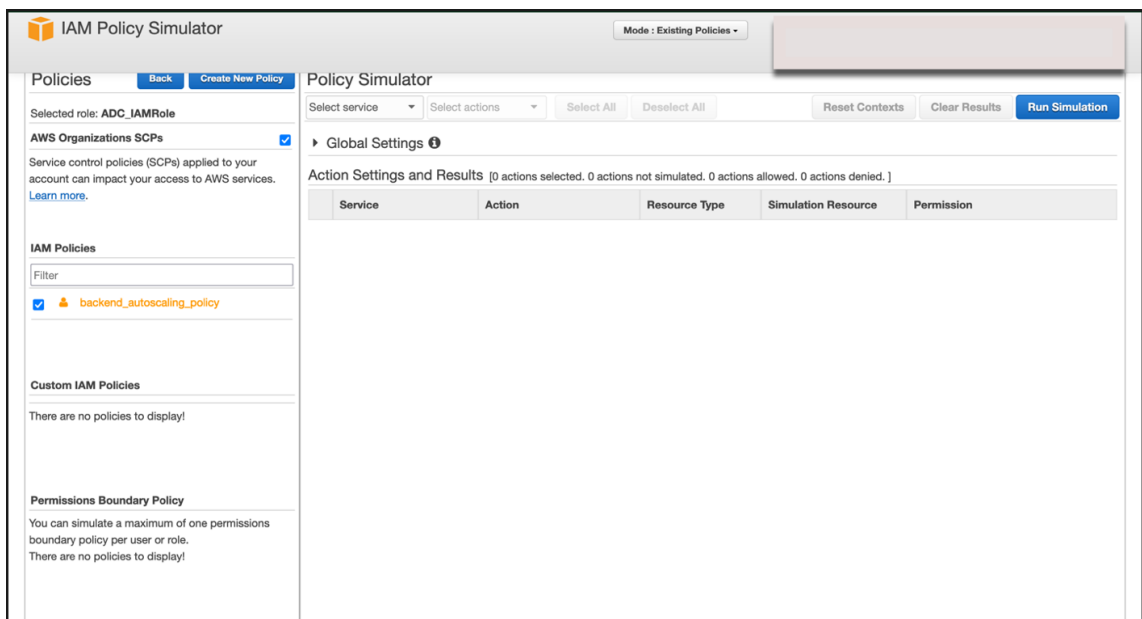 IAM Policy Simulator
Mode : Existing Policies
Policies
Back
Create New Policy
Selected role: ADC_IAMRole
AWS Organizations SCPs
Service control policies (SCPs) applied to your
account can impact your access to AWS services.
Learn more.
IAM Policies
Filter
backend_autoscaling_policy
Custom IAM Policies
There are no policies to display!
Permissions Boundary Policy
You can simulate a maximum of one permissions
boundary policy per user or role.
There are no policies to display!
Policy Simulator
Select service
Select actions
Select All
Deselect All
Reset Contexts
Clear Results
Run Simulation
Global Settings
Action Settings and Results [0 actions selected. 0 actions not simulated. 0 actions allowed. 0 actions denied. ]
Service Action Resource Type Simulation Resource Permission